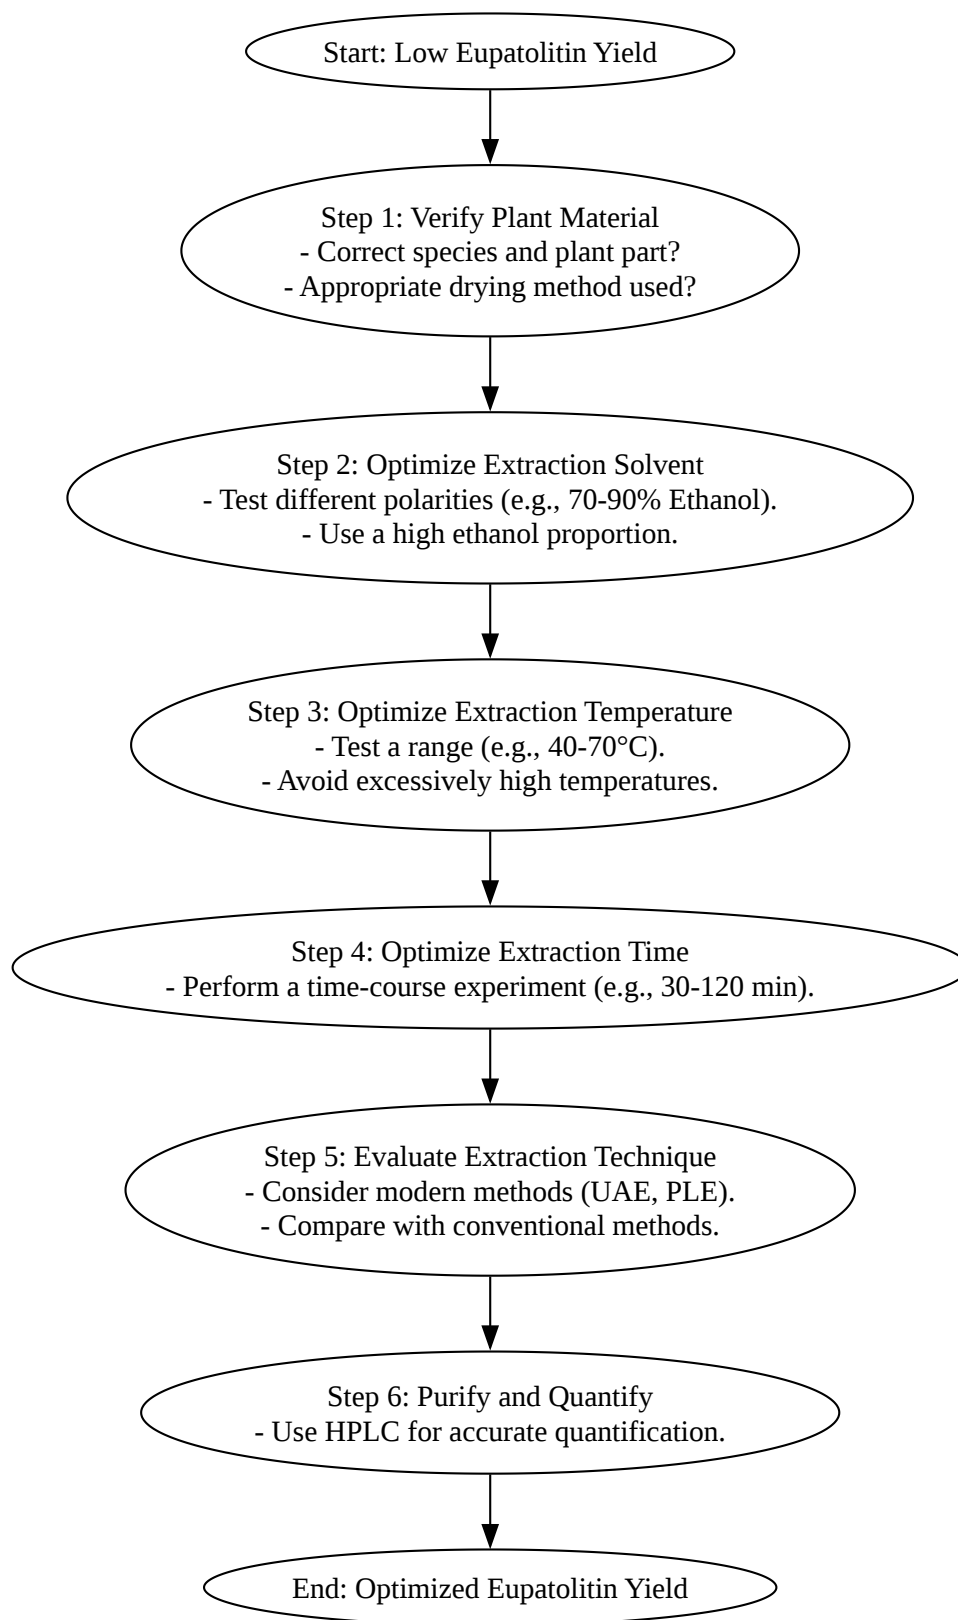 Start: Low Eupatolitin Yield
Step 1: Verify Plant Material
- Correct species and plant part?
- Appropriate drying method used?
Step 2: Optimize Extraction Solvent
- Test different polarities (e.g., 70-90% Ethanol).
- Use a high ethanol proportion.
Step 3: Optimize Extraction Temperature
- Test a range (e.g., 40-70°C).
- Avoid excessively high temperatures.
Step 4: Optimize Extraction Time
- Perform a time-course experiment (e.g., 30-120 min).
Step 5: Evaluate Extraction Technique
- Consider modern methods (UAE, PLE).
- Compare with conventional methods.
Step 6: Purify and Quantify
- Use HPLC for accurate quantification.
End: Optimized Eupatolitin Yield